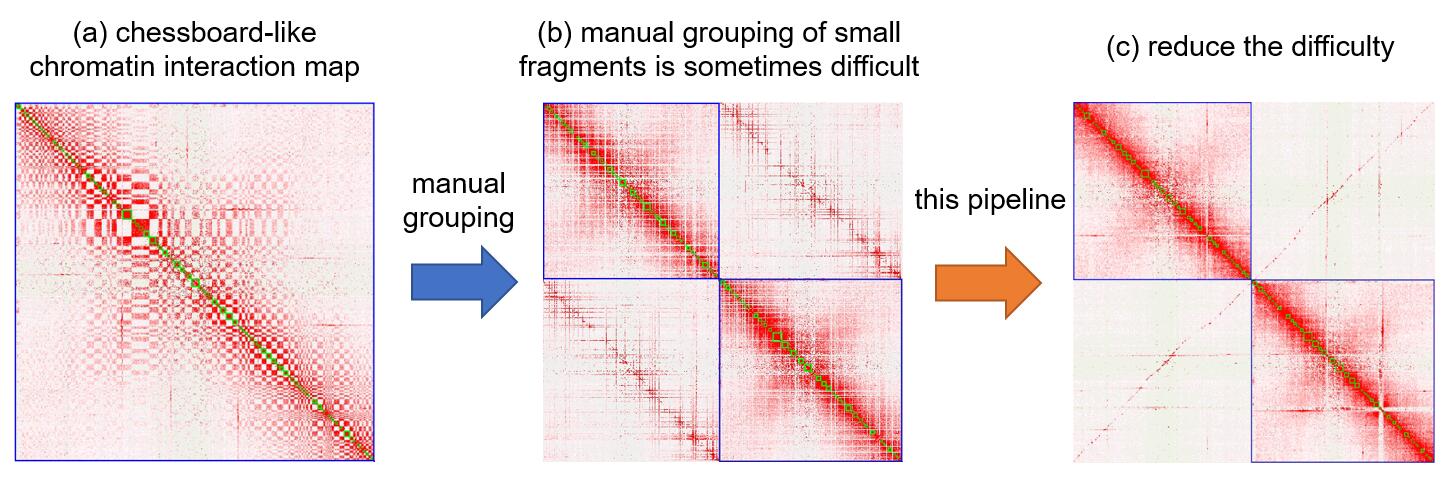 (a) chessboard-like
chromatin interaction map
(b) manual grouping of small
fragments is sometimes difficult
(c) reduce the difficulty
manual
grouping
this pipeline